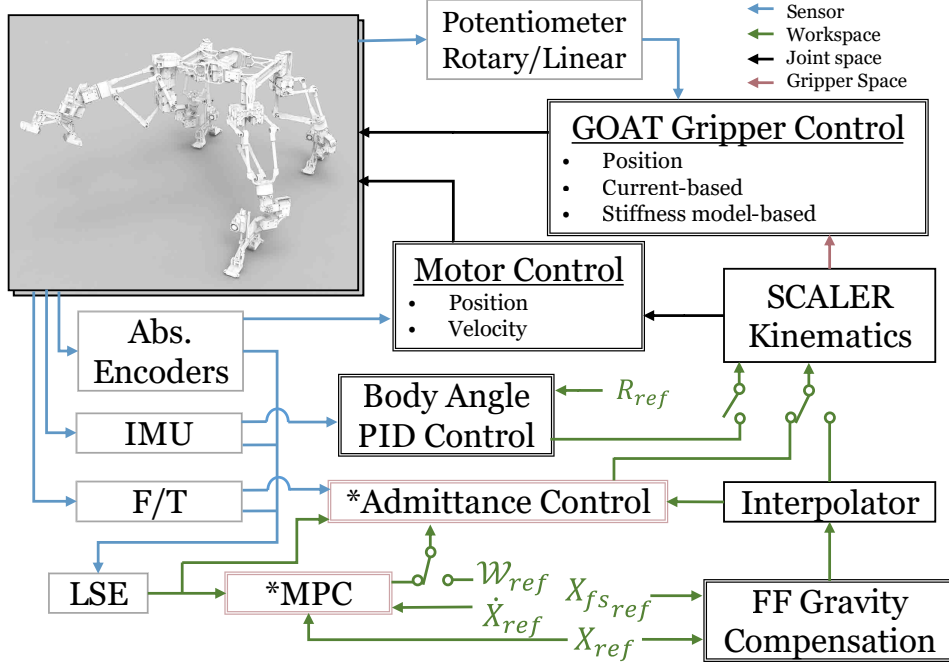 Potentiometer
Rotary/Linear
Sensor
Workspace
Joint space
Gripper Space
GOAT Gripper Control
• Position
• Current-based
• Stiffness model-based
Motor Control
• Position
• Velocity
SCALER
Kinematics
Abs.
Encoders
Body Angle
PID Control
R_ref
IMU
F/T
*Admittance Control
Interpolator
LSE
*MPC
𝒲_ref
Ẋ_ref
X_fs_ref
X_ref
FF Gravity
Compensation